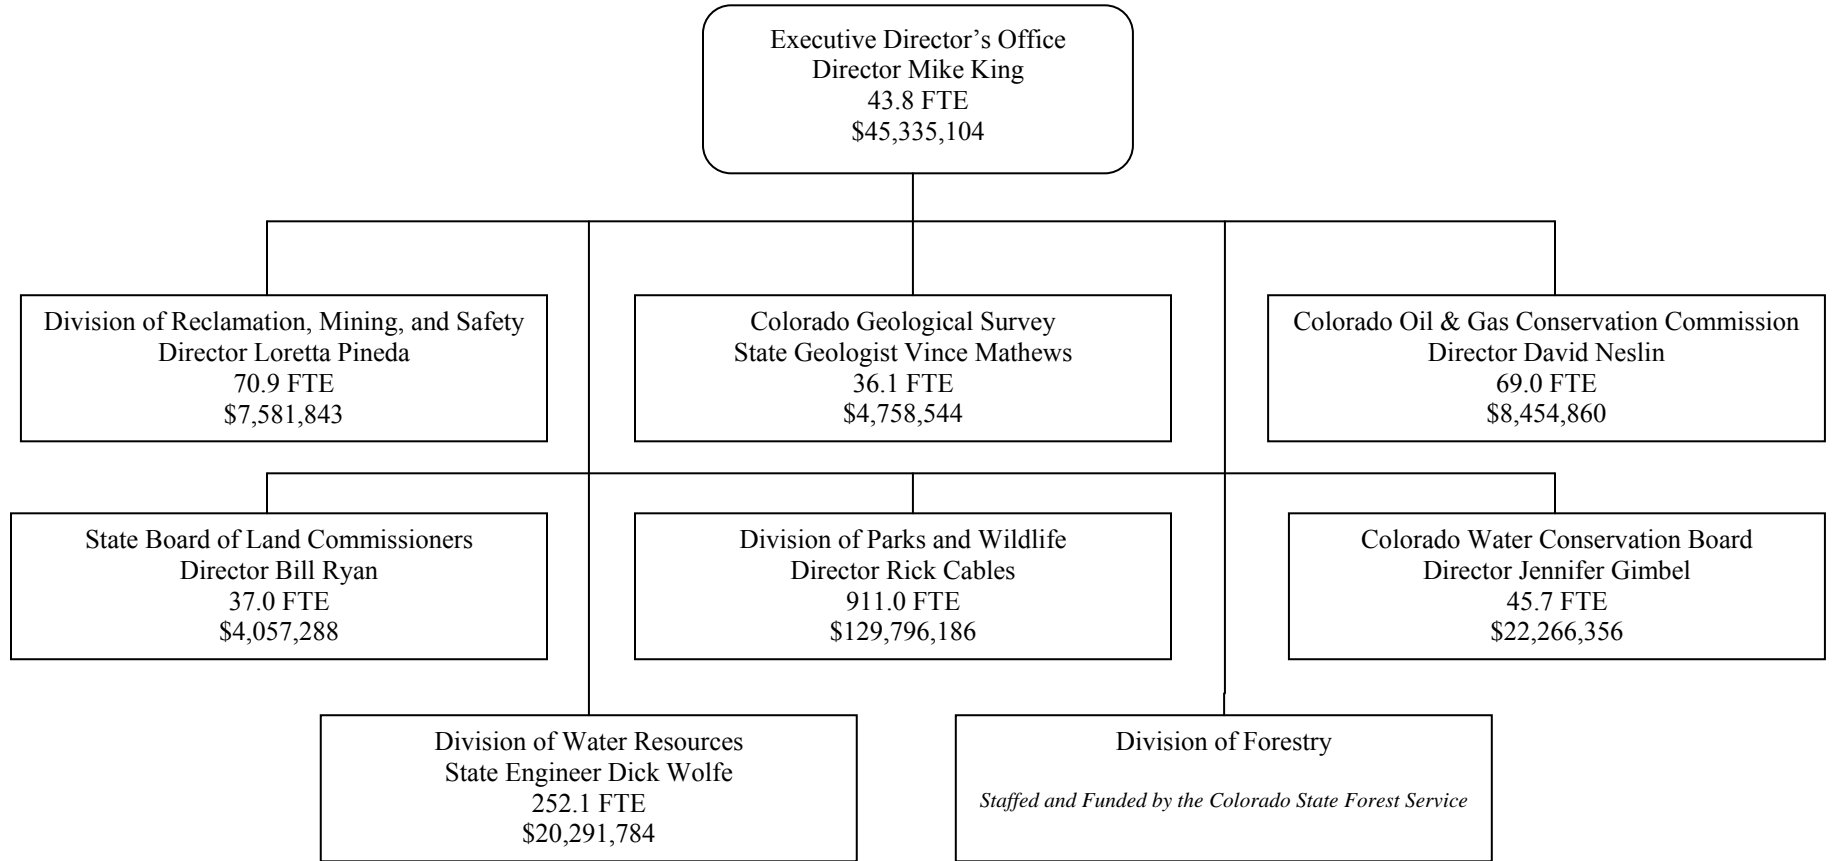 Executive Director’s Office
Director Mike King
43.8 FTE
$45,335,104
Division of Reclamation, Mining, and Safety
Director Loretta Pineda
70.9 FTE
$7,581,843
Colorado Geological Survey
State Geologist Vince Mathews
36.1 FTE
$4,758,544
Colorado Oil & Gas Conservation Commission
Director David Neslin
69.0 FTE
$8,454,860
State Board of Land Commissioners
Director Bill Ryan
37.0 FTE
$4,057,288
Division of Parks and Wildlife
Director Rick Cables
911.0 FTE
$129,796,186
Colorado Water Conservation Board
Director Jennifer Gimbel
45.7 FTE
$22,266,356
Division of Water Resources
State Engineer Dick Wolfe
252.1 FTE
$20,291,784
Division of Forestry
Staffed and Funded by the Colorado State Forest Service